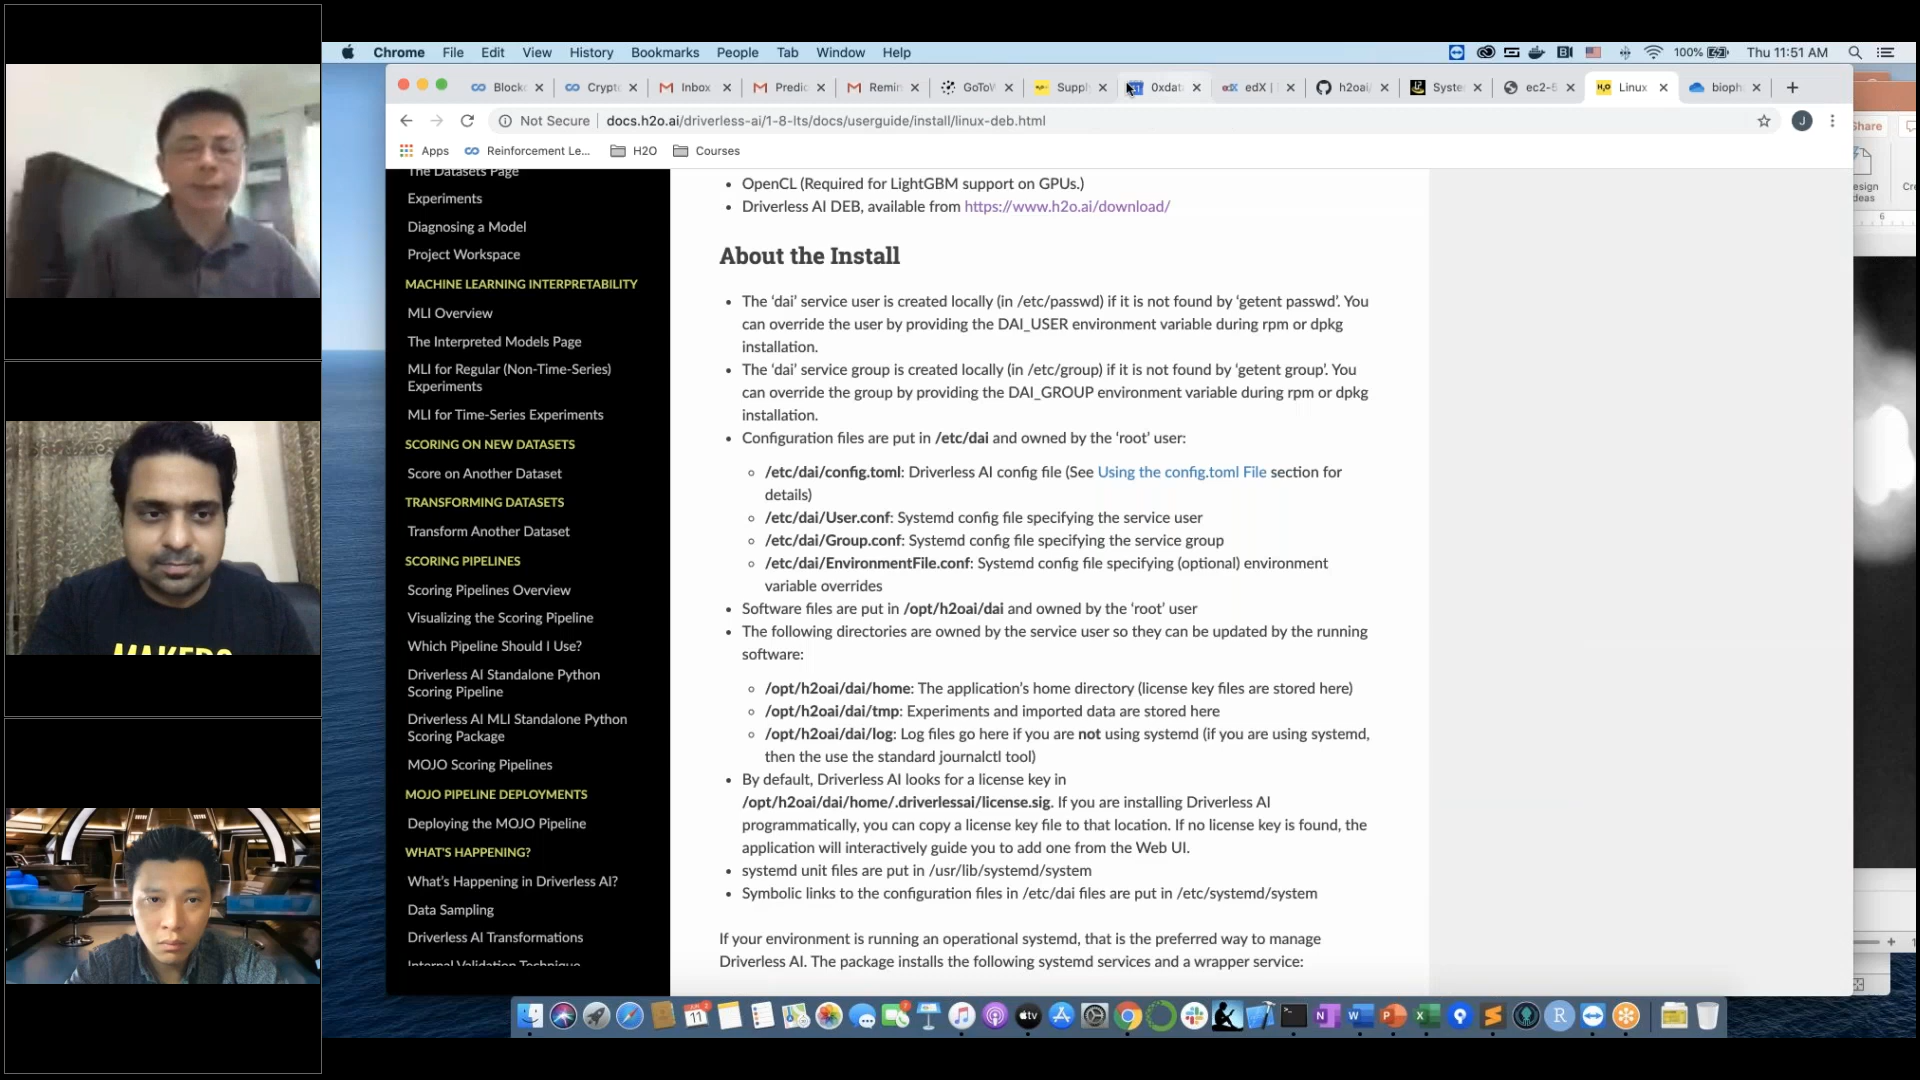 Chrome File Edit View History Bookmarks People Tab Window Help
100% Thu 11:51 AM
Blockc Crypto Inbox Predic Remin GoToW Suppl 0xdat edX | h2oai/ System ec2-5 Linux bioph
Not Secure docs.h2o.ai/driverless-ai/1-8-lts/docs/userguide/install/linux-deb.html
Apps Reinforcement Le... H2O Courses
The Datasets Page
Experiments
Diagnosing a Model
Project Workspace
MACHINE LEARNING INTERPRETABILITY
MLI Overview
The Interpreted Models Page
MLI for Regular (Non-Time-Series)
Experiments
MLI for Time-Series Experiments
SCORING ON NEW DATASETS
Score on Another Dataset
TRANSFORMING DATASETS
Transform Another Dataset
SCORING PIPELINES
Scoring Pipelines Overview
Visualizing the Scoring Pipeline
Which Pipeline Should I Use?
Driverless AI Standalone Python
Scoring Pipeline
Driverless AI MLI Standalone Python
Scoring Package
MOJO Scoring Pipelines
MOJO PIPELINE DEPLOYMENTS
Deploying the MOJO Pipeline
WHAT'S HAPPENING?
What's Happening in Driverless AI?
Data Sampling
Driverless AI Transformations
Internal Validation Technique
OpenCL (Required for LightGBM support on GPUs.)
Driverless AI DEB, available from https://www.h2o.ai/download/
About the Install
The ‘dai’ service user is created locally (in /etc/passwd) if it is not found by ‘getent passwd’. You
can override the user by providing the DAI_USER environment variable during rpm or dpkg
installation.
The ‘dai’ service group is created locally (in /etc/group) if it is not found by ‘getent group’. You
can override the group by providing the DAI_GROUP environment variable during rpm or dpkg
installation.
Configuration files are put in /etc/dai and owned by the ‘root’ user:
/etc/dai/config.toml: Driverless AI config file (See Using the config.toml File section for
details)
/etc/dai/User.conf: Systemd config file specifying the service user
/etc/dai/Group.conf: Systemd config file specifying the service group
/etc/dai/EnvironmentFile.conf: Systemd config file specifying (optional) environment
variable overrides
Software files are put in /opt/h2oai/dai and owned by the ‘root’ user
The following directories are owned by the service user so they can be updated by the running
software:
/opt/h2oai/dai/home: The application’s home directory (license key files are stored here)
/opt/h2oai/dai/tmp: Experiments and imported data are stored here
/opt/h2oai/dai/log: Log files go here if you are not using systemd (if you are using systemd,
then the use the standard journalctl tool)
By default, Driverless AI looks for a license key in
/opt/h2oai/dai/home/.driverlessai/license.sig. If you are installing Driverless AI
programmatically, you can copy a license key file to that location. If no license key is found, the
application will interactively guide you to add one from the Web UI.
systemd unit files are put in /usr/lib/systemd/system
Symbolic links to the configuration files in /etc/dai files are put in /etc/systemd/system
If your environment is running an operational systemd, that is the preferred way to manage
Driverless AI. The package installs the following systemd services and a wrapper service:
Share
MAKERS